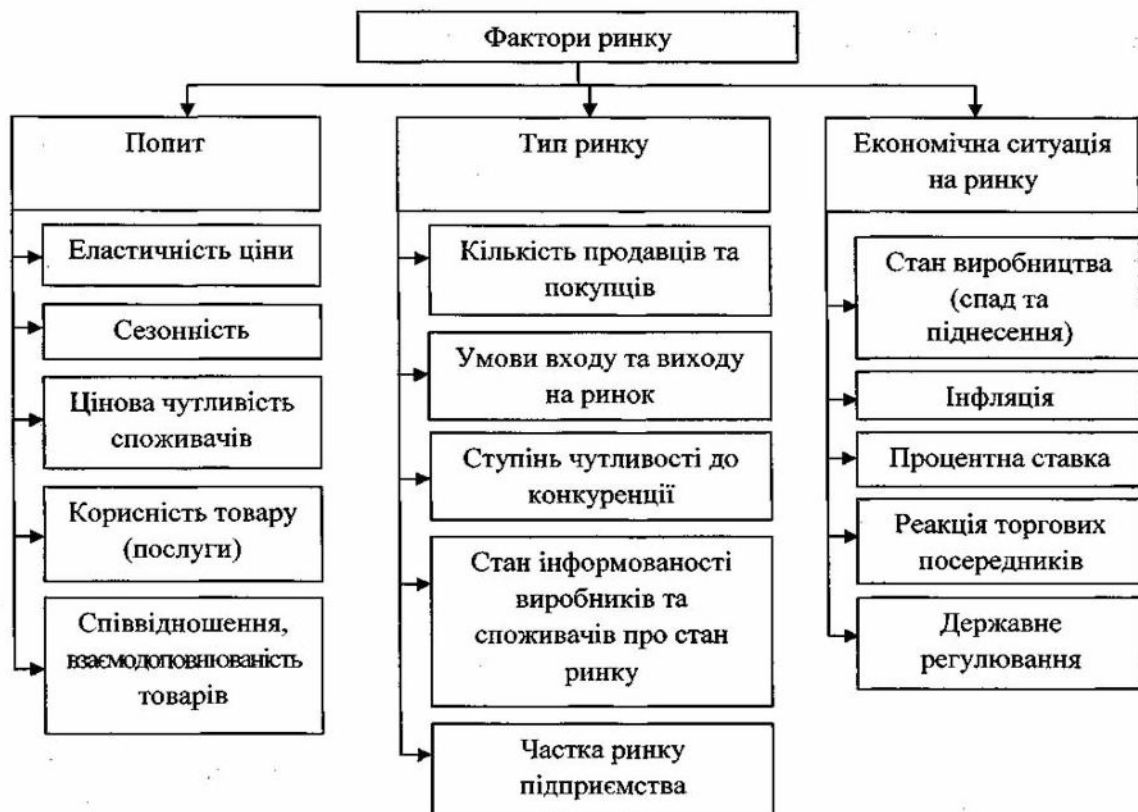 Фактори ринку
Попит
Еластичність ціни
Сезонність
Цінова чутливість
споживачів
Корисність товару
(послуги)
Співвідношення,
взаємодоповнюваність
товарів
Тип ринку
Кількість продавців та
покупців
Умови входу та виходу
на ринок
Ступінь чутливості до
конкуренції
Стан інформованості
виробників та
споживачів про стан
ринку
Частка ринку
підприємства
Економічна ситуація
на ринку
Стан виробництва
(спад та
піднесення)
Інфляція
Процентна ставка
Реакція торгових
посередників
Державне
регулювання